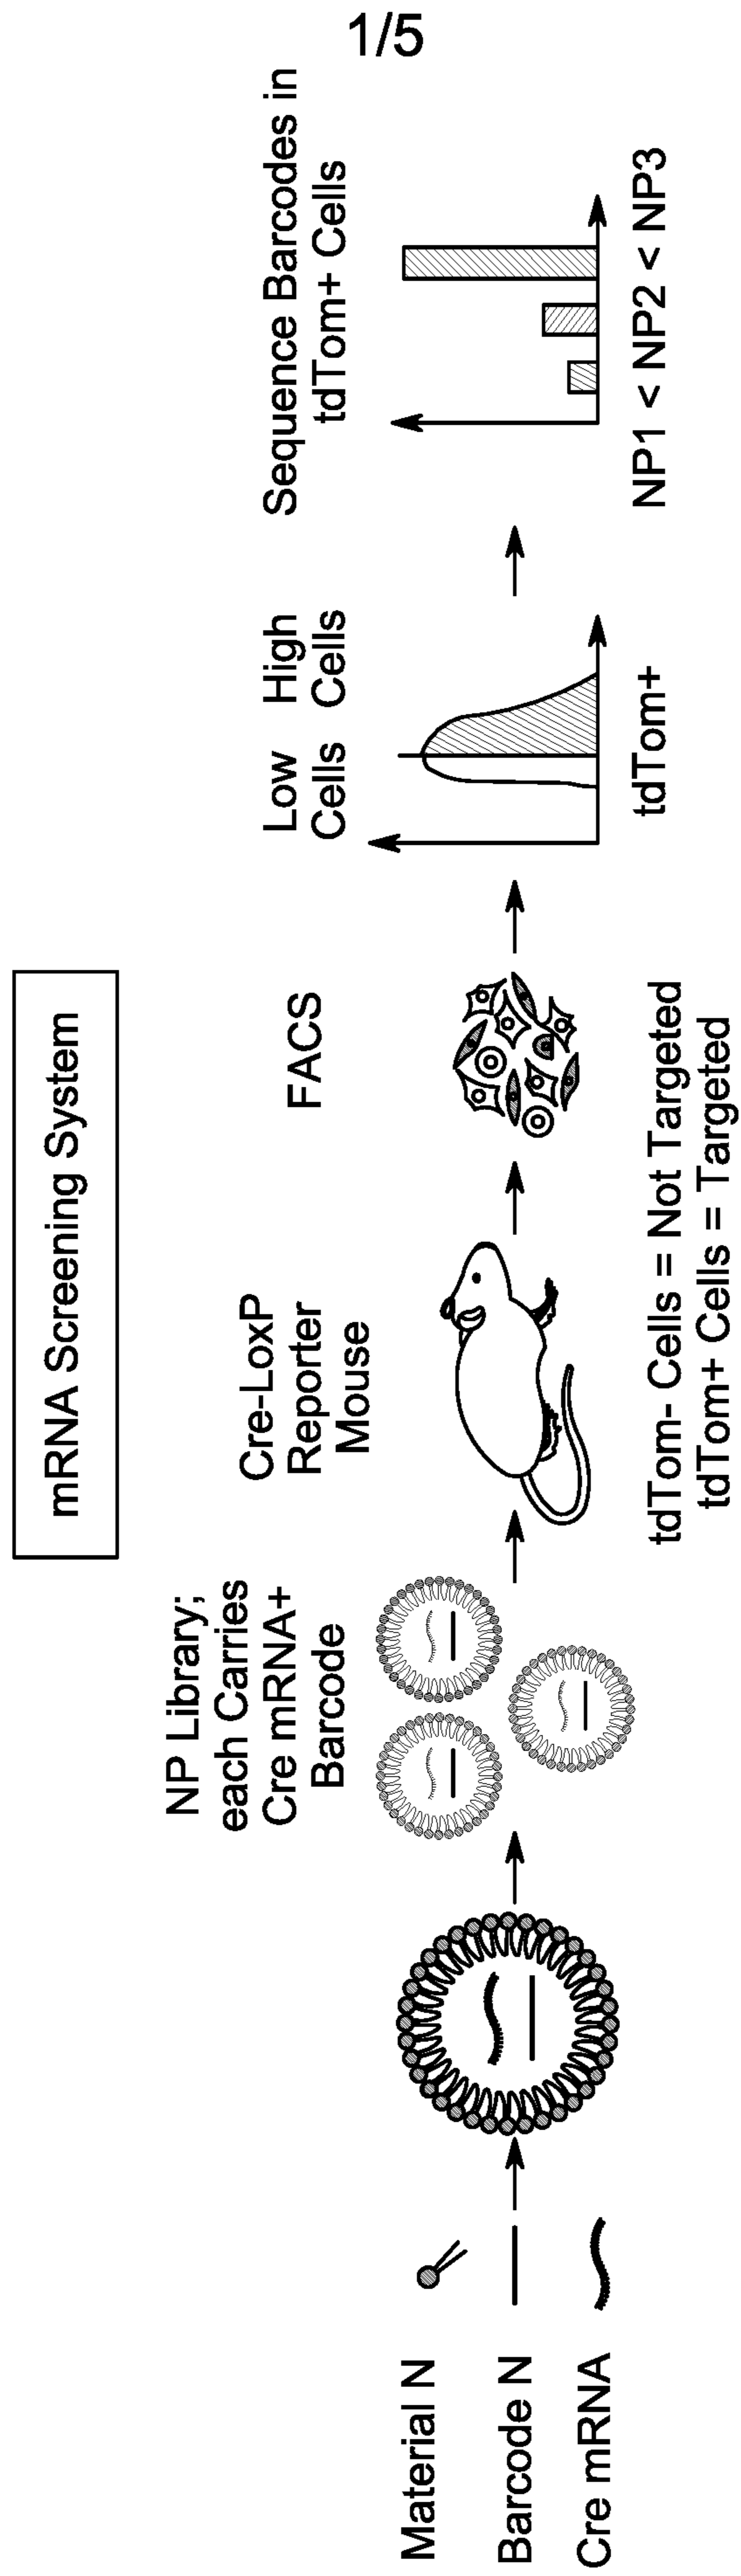 1/5
mRNA Screening System
Material N
Barcode N
Cre mRNA
NP Library;
each Carries
Cre mRNA+
Barcode
Cre-LoxP
Reporter
Mouse
FACS
tdTom- Cells = Not Targeted
tdTom+ Cells = Targeted
Low
Cells
High
Cells
tdTom+
Sequence Barcodes in
tdTom+ Cells
NP1 < NP2 < NP3